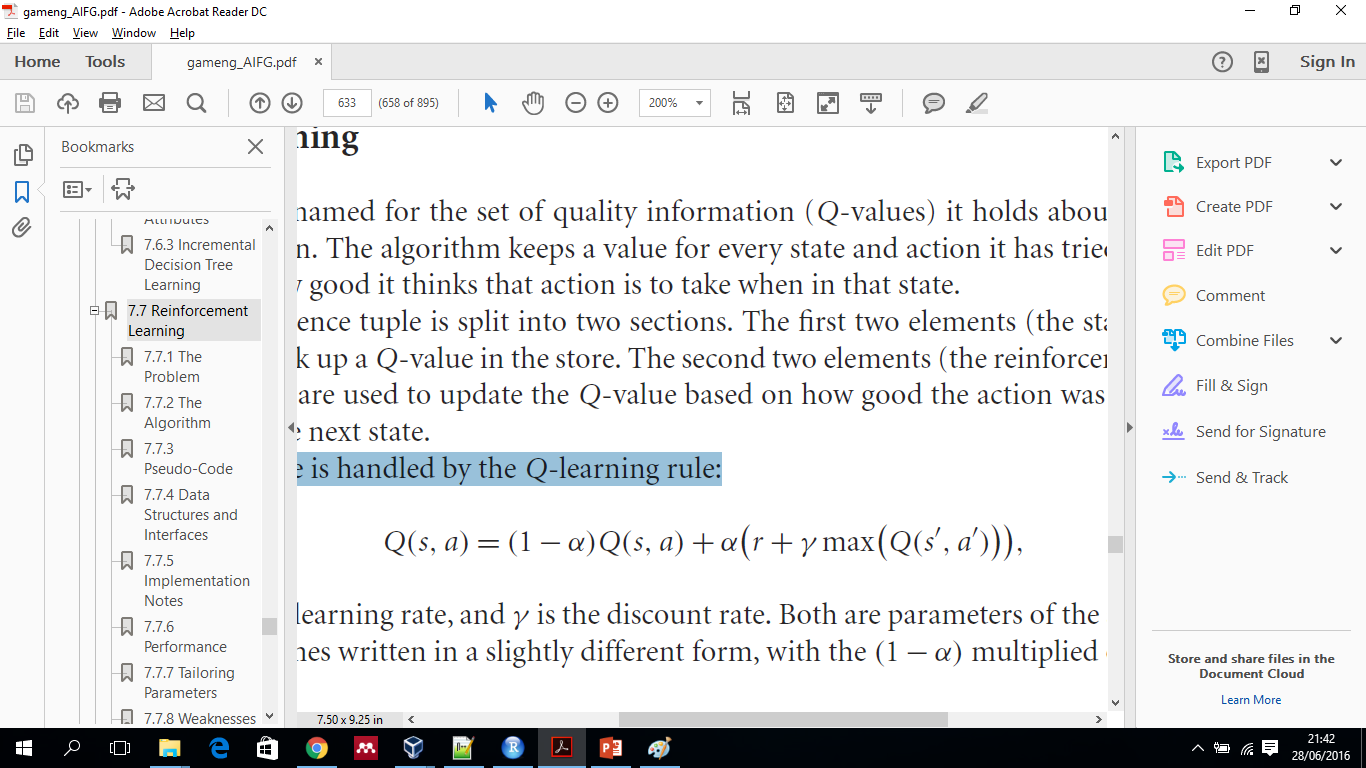 gameng_AIFG.pdf - Adobe Acrobat Reader DC
File Edit View Window Help
Home Tools gameng_AIFG.pdf × Sign In
633 (658 of 895) 200%
Bookmarks
Attributes
7.6.3 Incremental
Decision Tree
Learning
7.7 Reinforcement
Learning
7.7.1 The
Problem
7.7.2 The
Algorithm
7.7.3
Pseudo-Code
7.7.4 Data
Structures and
Interfaces
7.7.5
Implementation
Notes
7.7.6
Performance
7.7.7 Tailoring
Parameters
7.7.8 Weaknesses
ning
named for the set of quality information (Q-values) it holds abou
n. The algorithm keeps a value for every state and action it has tried
y good it thinks that action is to take when in that state.
ence tuple is split into two sections. The first two elements (the sta
k up a Q-value in the store. The second two elements (the reinforcem
are used to update the Q-value based on how good the action was
e next state.
e is handled by the Q-learning rule:
Q(s, a) = (1 − α)Q(s, a) + α(r + γ max(Q(s′, a′))),
learning rate, and γ is the discount rate. Both are parameters of the
nes written in a slightly different form, with the (1 − α) multiplied
7.50 x 9.25 in
Export PDF
Create PDF
Edit PDF
Comment
Combine Files
Fill & Sign
Send for Signature
Send & Track
Store and share files in the
Document Cloud
Learn More
21:42
28/06/2016